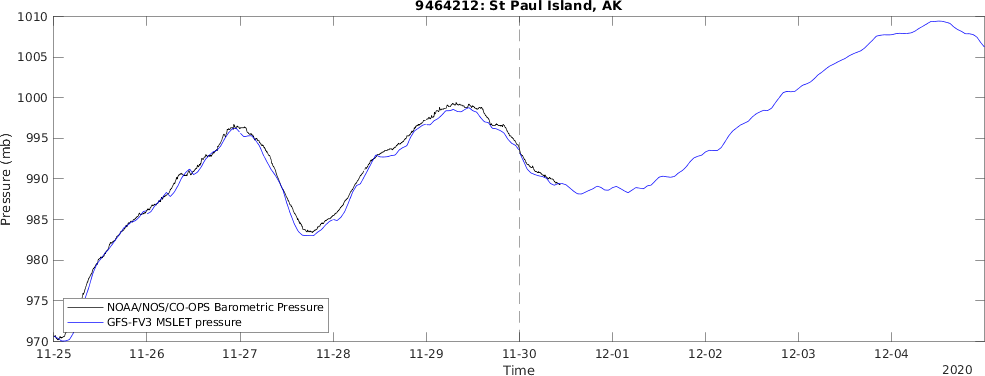 9464212: St Paul Island, AK
Pressure (mb)
1010
1005
1000
995
990
985
980
975
970
NOAA/NOS/CO-OPS Barometric Pressure
GFS-FV3 MSLET pressure
11-25 11-26 11-27 11-28 11-29 11-30 12-01 12-02 12-03 12-04
Time
2020